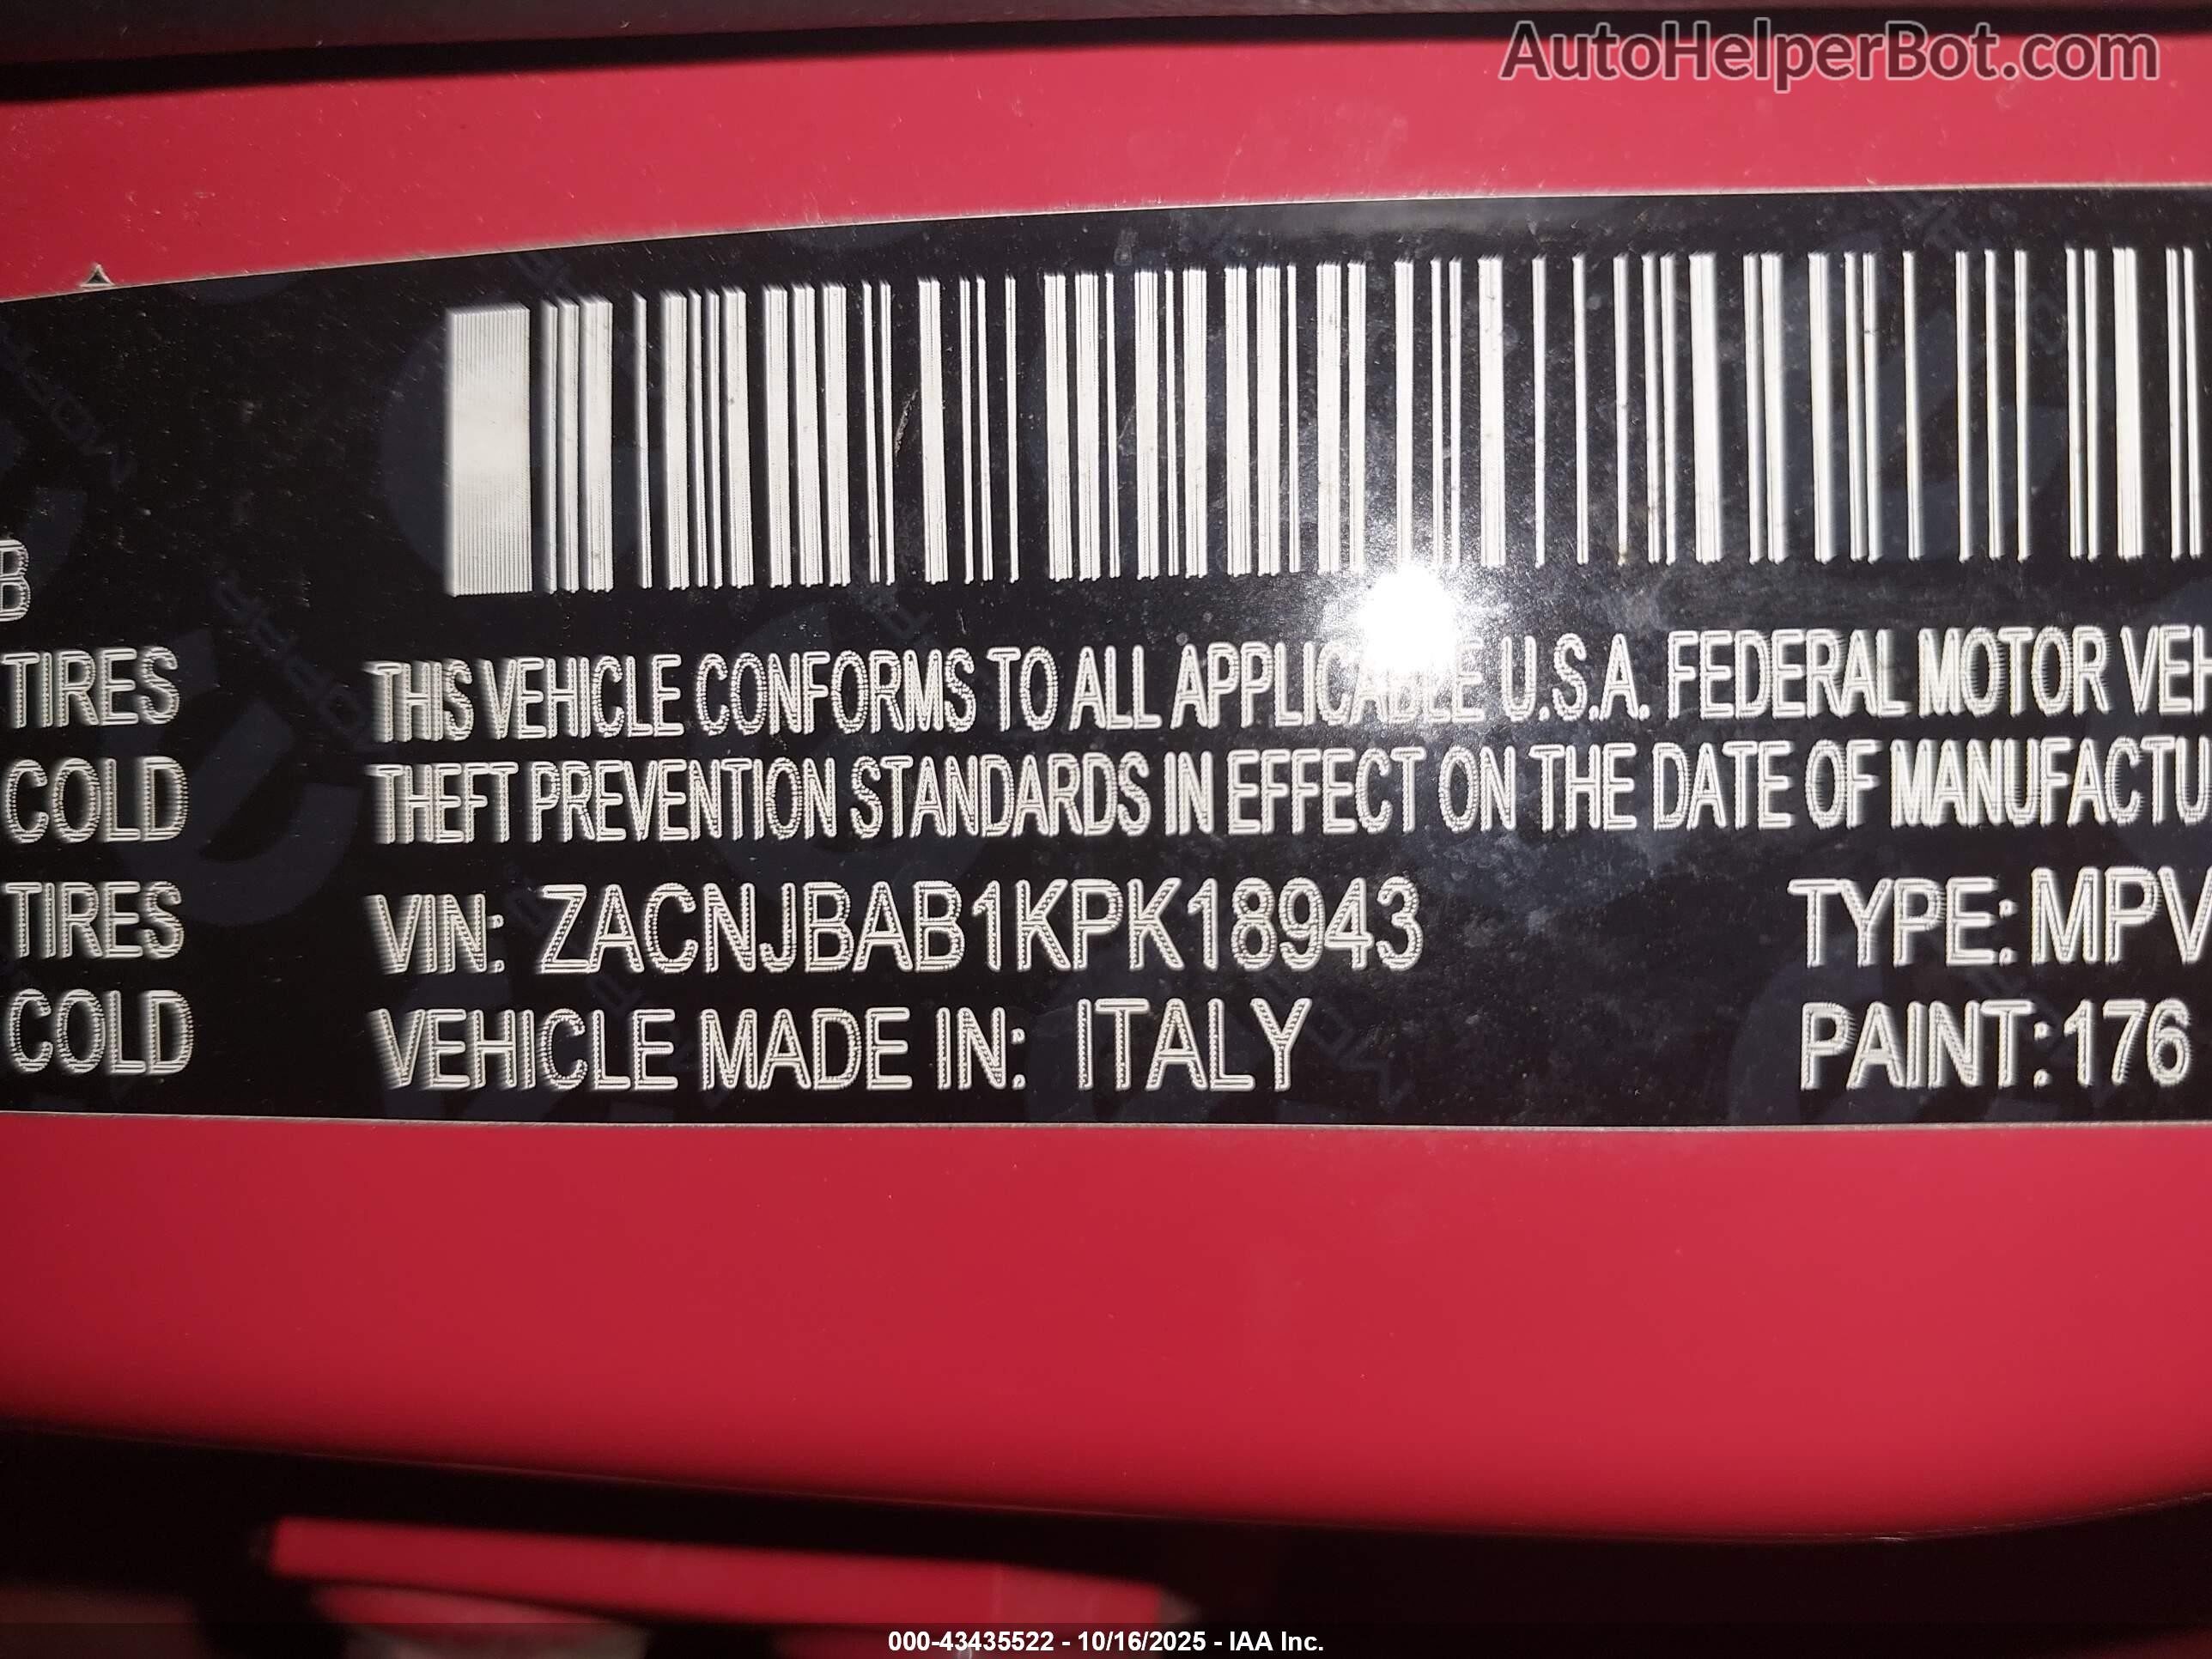 AutoHelperBot.com
B
TIRES
COLD
TIRES
COLD
THIS VEHICLE CONFORMS TO ALL APPLICABLE U.S.A. FEDERAL MOTOR VEH
THEFT PREVENTION STANDARDS IN EFFECT ON THE DATE OF MANUFACTU
VIN: ZACNJBAB1KPK18943 TYPE: MPV
VEHICLE MADE IN: ITALY PAINT: 176
MOPAR
MOPAR
000-43435522 - 10/16/2025 - IAA Inc.